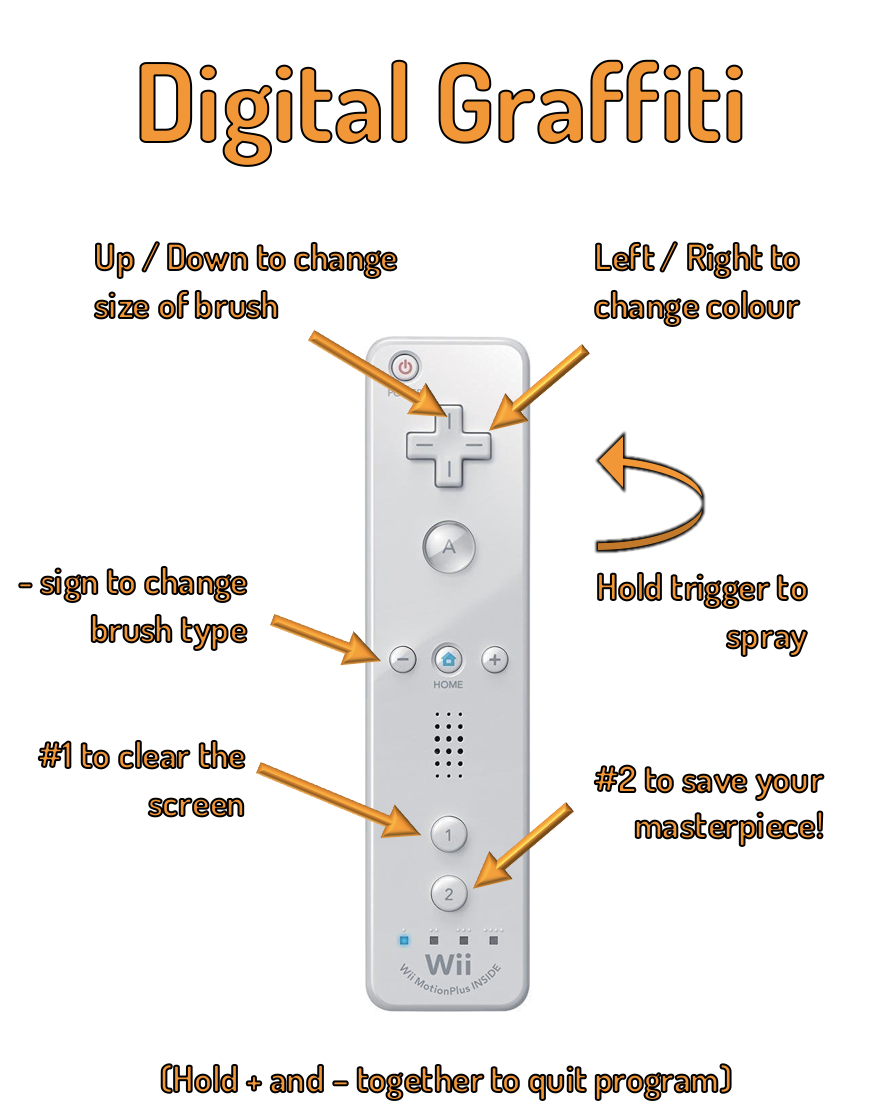 Digital Graffiti
Up / Down to change
size of brush
Left / Right to
change colour
A
– sign to change
brush type
Hold trigger to
spray
HOME
#1 to clear the
screen
#2 to save your
masterpiece!
1
2
Wii
Wii MotionPlus INSIDE
(Hold + and – together to quit program)